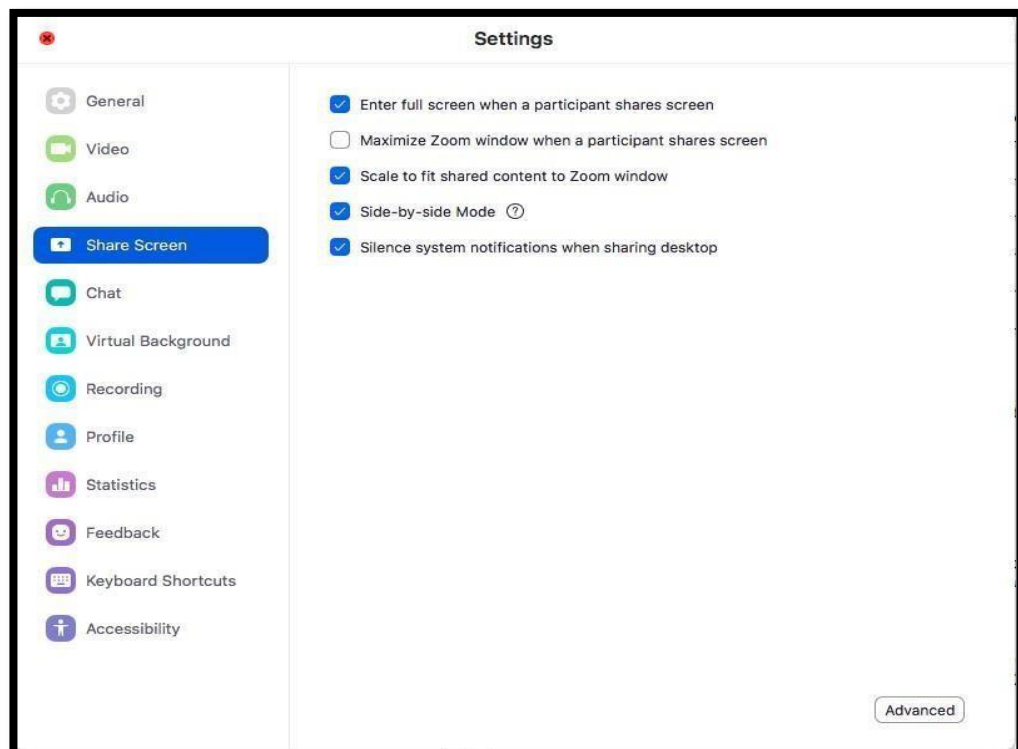 Settings
General
Video
Audio
Share Screen
Chat
Virtual Background
Recording
Profile
Statistics
Feedback
Keyboard Shortcuts
Accessibility
Enter full screen when a participant shares screen
Maximize Zoom window when a participant shares screen
Scale to fit shared content to Zoom window
Side-by-side Mode ?
Silence system notifications when sharing desktop
Advanced